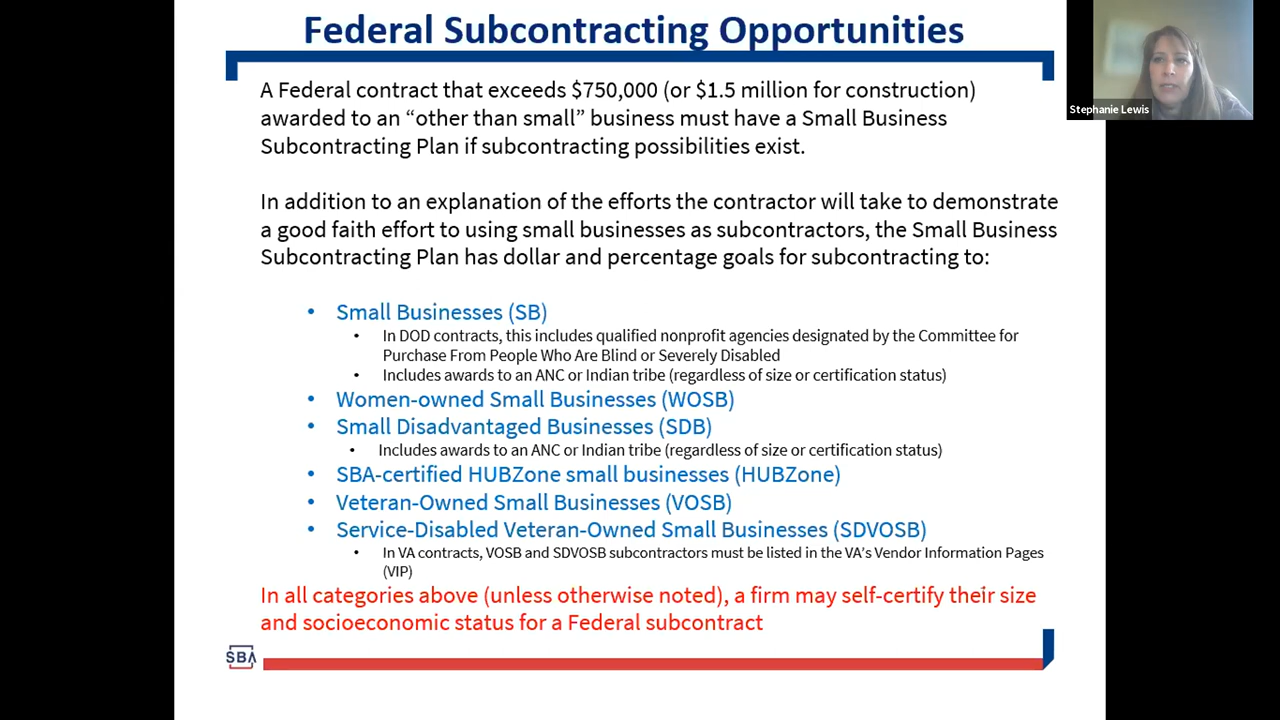 Federal Subcontracting Opportunities
Stephanie Lewis
A Federal contract that exceeds $750,000 (or $1.5 million for construction)
awarded to an “other than small” business must have a Small Business
Subcontracting Plan if subcontracting possibilities exist.
In addition to an explanation of the efforts the contractor will take to demonstrate
a good faith effort to using small businesses as subcontractors, the Small Business
Subcontracting Plan has dollar and percentage goals for subcontracting to:
• Small Businesses (SB)
• In DOD contracts, this includes qualified nonprofit agencies designated by the Committee for
Purchase From People Who Are Blind or Severely Disabled
• Includes awards to an ANC or Indian tribe (regardless of size or certification status)
• Women-owned Small Businesses (WOSB)
• Small Disadvantaged Businesses (SDB)
• Includes awards to an ANC or Indian tribe (regardless of size or certification status)
• SBA-certified HUBZone small businesses (HUBZone)
• Veteran-Owned Small Businesses (VOSB)
• Service-Disabled Veteran-Owned Small Businesses (SDVOSB)
• In VA contracts, VOSB and SDVOSB subcontractors must be listed in the VA’s Vendor Information Pages
(VIP)
In all categories above (unless otherwise noted), a firm may self-certify their size
and socioeconomic status for a Federal subcontract
SBA